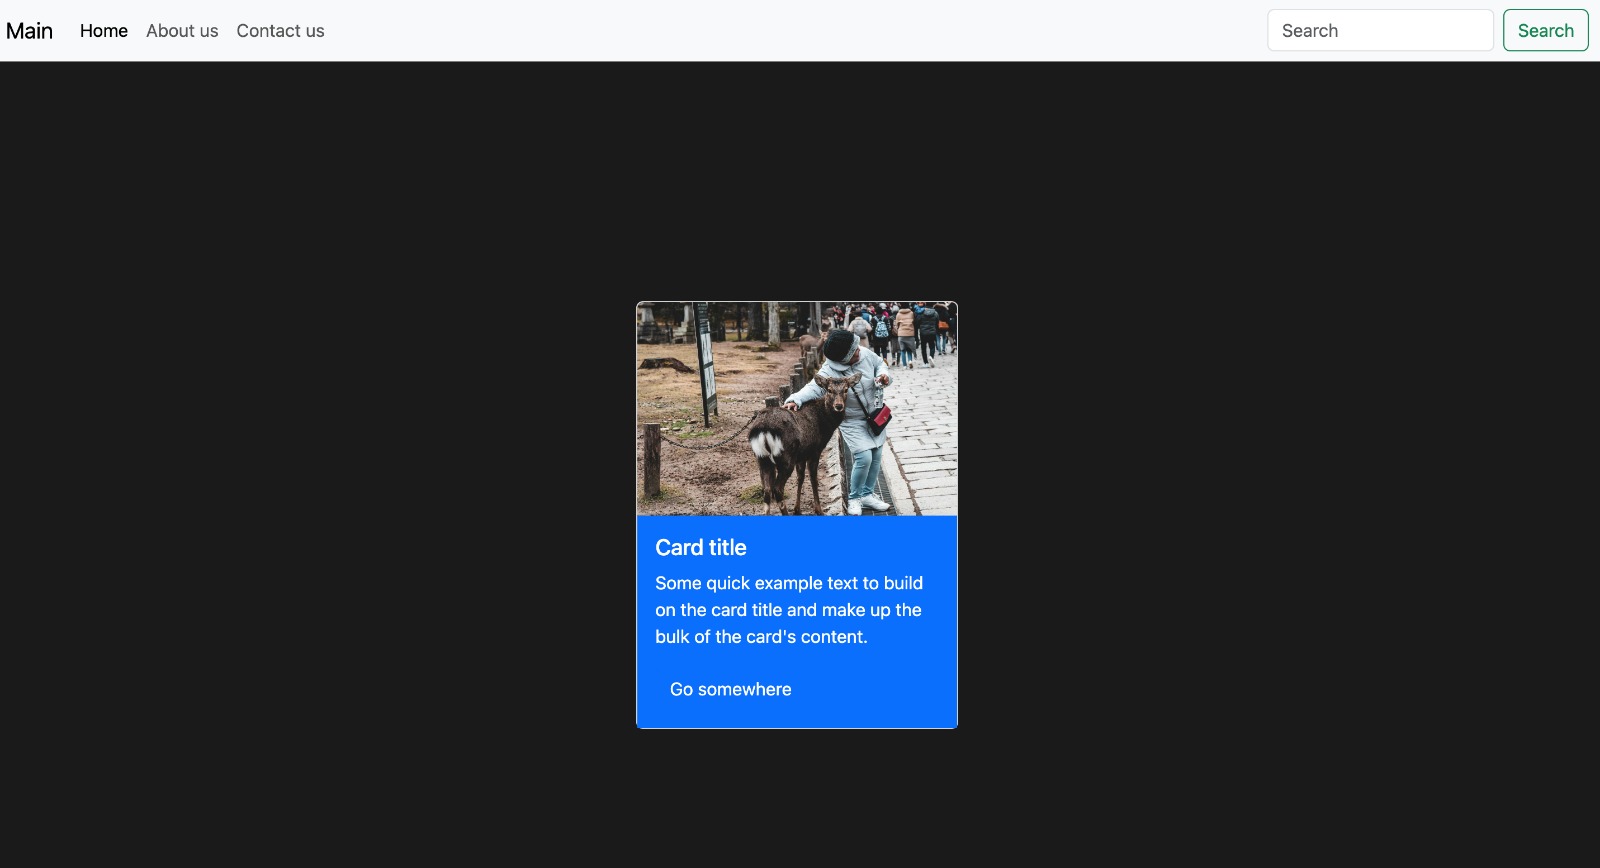 Main
Home
About us
Contact us
Search
Search
Card title
Some quick example text to build
on the card title and make up the
bulk of the card's content.
Go somewhere